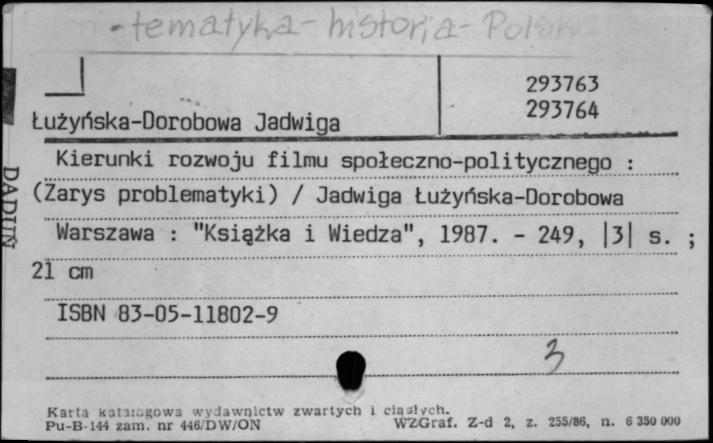 - tematyka - historia - Polska
293763
293764
Łużyńska-Dorobowa Jadwiga
Kierunki rozwoju filmu społeczno-politycznego :
(Zarys problematyki) / Jadwiga Łużyńska-Dorobowa
Warszawa : "Książka i Wiedza", 1987. - 249, |3| s. ;
21 cm
ISBN 83-05-11802-9
3
Karta katalogowa wydawnictw zwartych i ciągłych.
Pu-B-144 zam. nr 446/DW/ON
WZGraf. Z-d 2, z. 255/86, n. 6 350 000